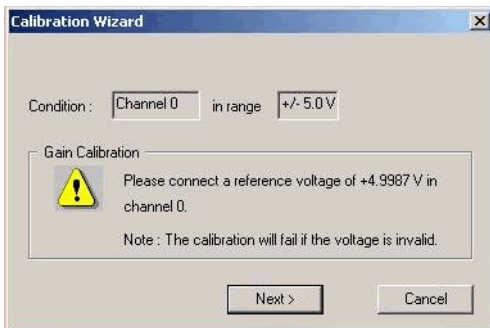 Calibration Wizard
Condition : Channel 0 in range +/- 5.0 V
Gain Calibration
Please connect a reference voltage of +4.9987 V in
channel 0.
Note : The calibration will fail if the voltage is invalid.
Next > Cancel